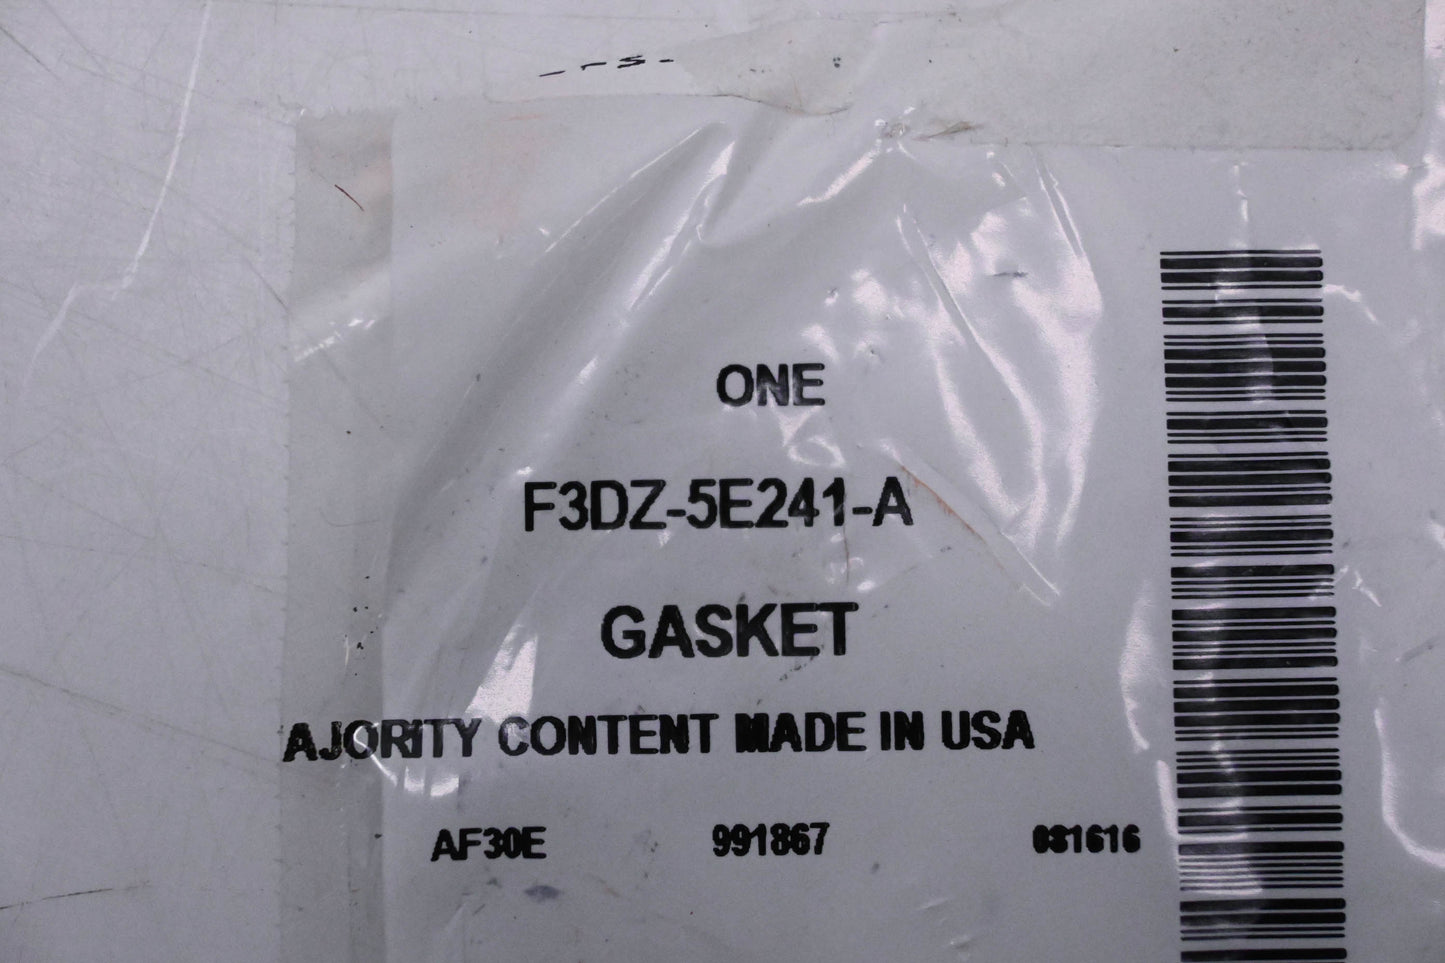 ONE
F3DZ-5E241-A
GASKET
AJORITY CONTENT MADE IN USA
AF30E 991867 081616